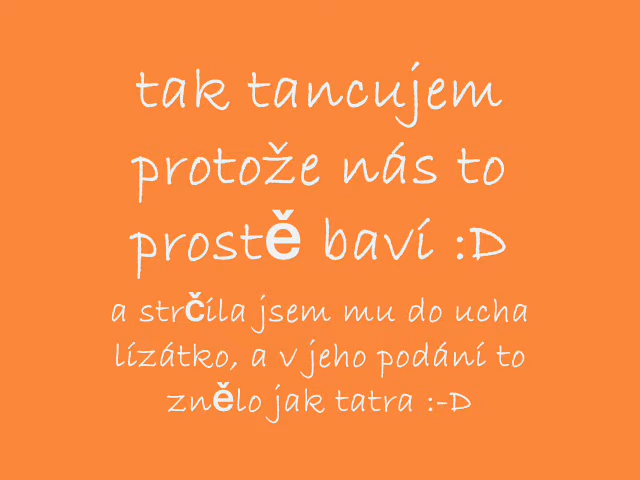 tak tancujem
protože nás to
prostě baví :D
a strčila jsem mu do ucha
lízátko, a v jeho podání to
znělo jak tatra :-D